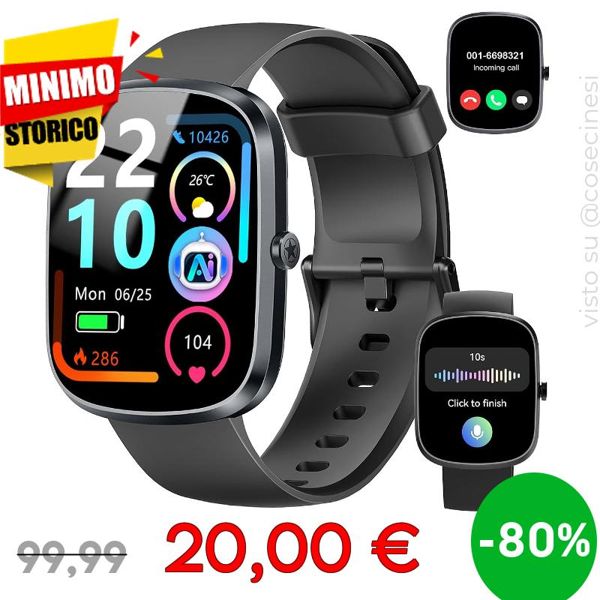 MINIMO
STORICO
22
10
10426
26°C
Ai
Mon 06/25
104
286
001-6698321
Incoming call
visto su @cosecinesi
10s
Click to finish
99,99
20,00 €
-80%